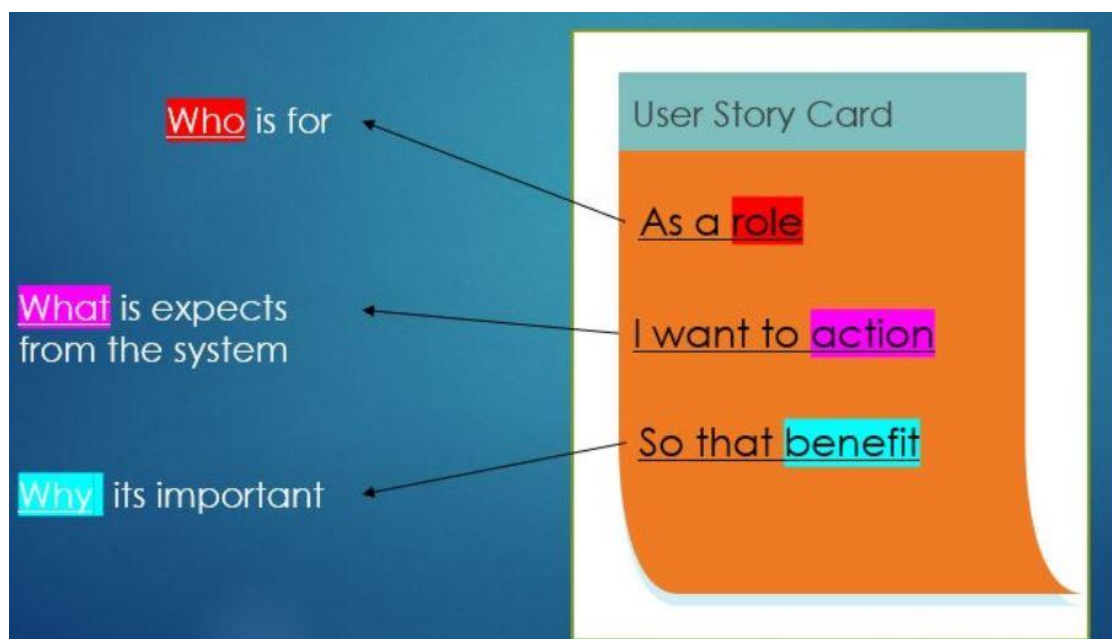 Who is for
What is expects
from the system
Why its important
User Story Card
As a role
I want to action
So that benefit